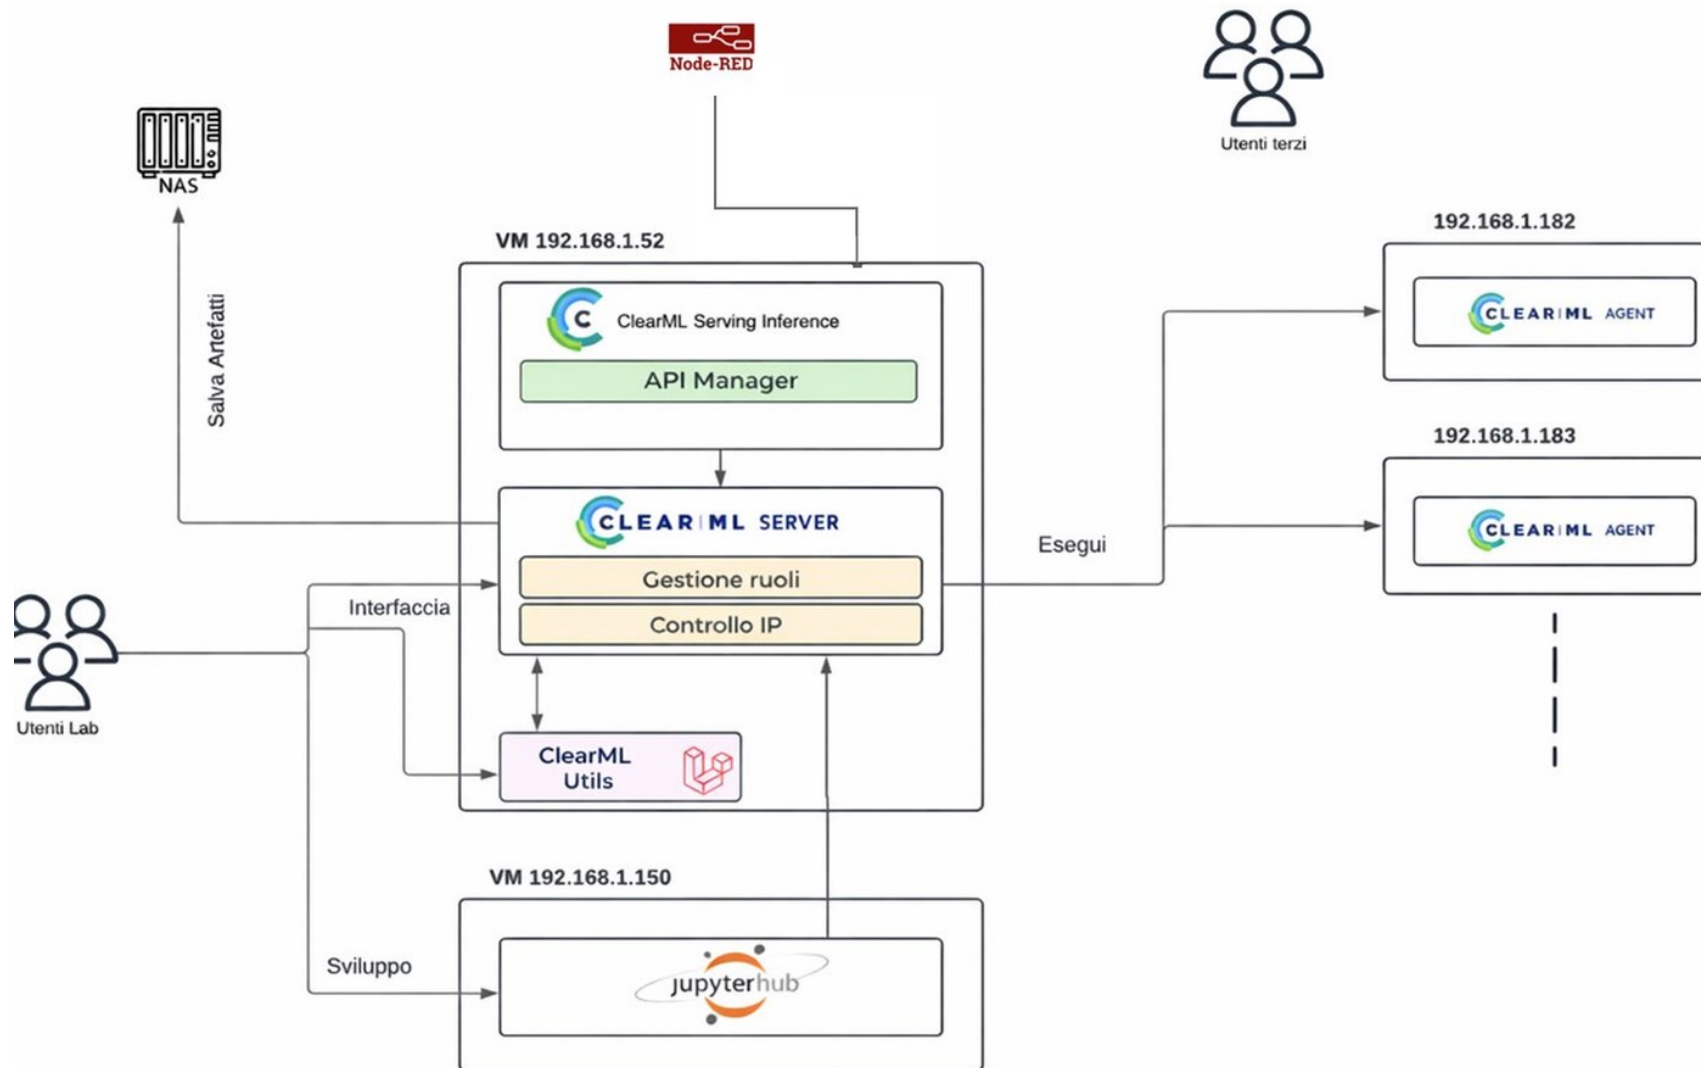 Node-RED
Utenti terzi
NAS
192.168.1.182
VM 192.168.1.52
CLEAR|ML AGENT
C ClearML Serving Inference
API Manager
Salva Artefatti
192.168.1.183
CLEAR|ML SERVER
CLEAR|ML AGENT
Esegui
Gestione ruoli
Interfaccia
Controllo IP
Utenti Lab
ClearML
Utils
VM 192.168.1.150
Sviluppo
jupyterhub